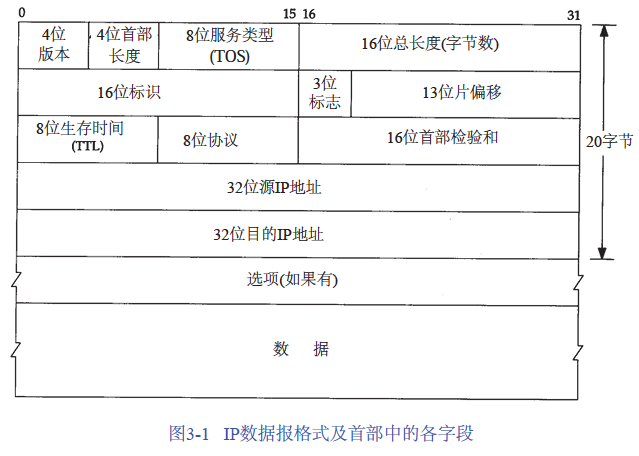 0 15 16 31
4位
版本
4位首部
长度
8位服务类型
(TOS)
16位总长度(字节数)
16位标识
3位
标志
13位片偏移
8位生存时间
(TTL)
8位协议
16位首部检验和
20字节
32位源IP地址
32位目的IP地址
选项(如果有)
数 据
图3-1 IP数据报格式及首部中的各字段